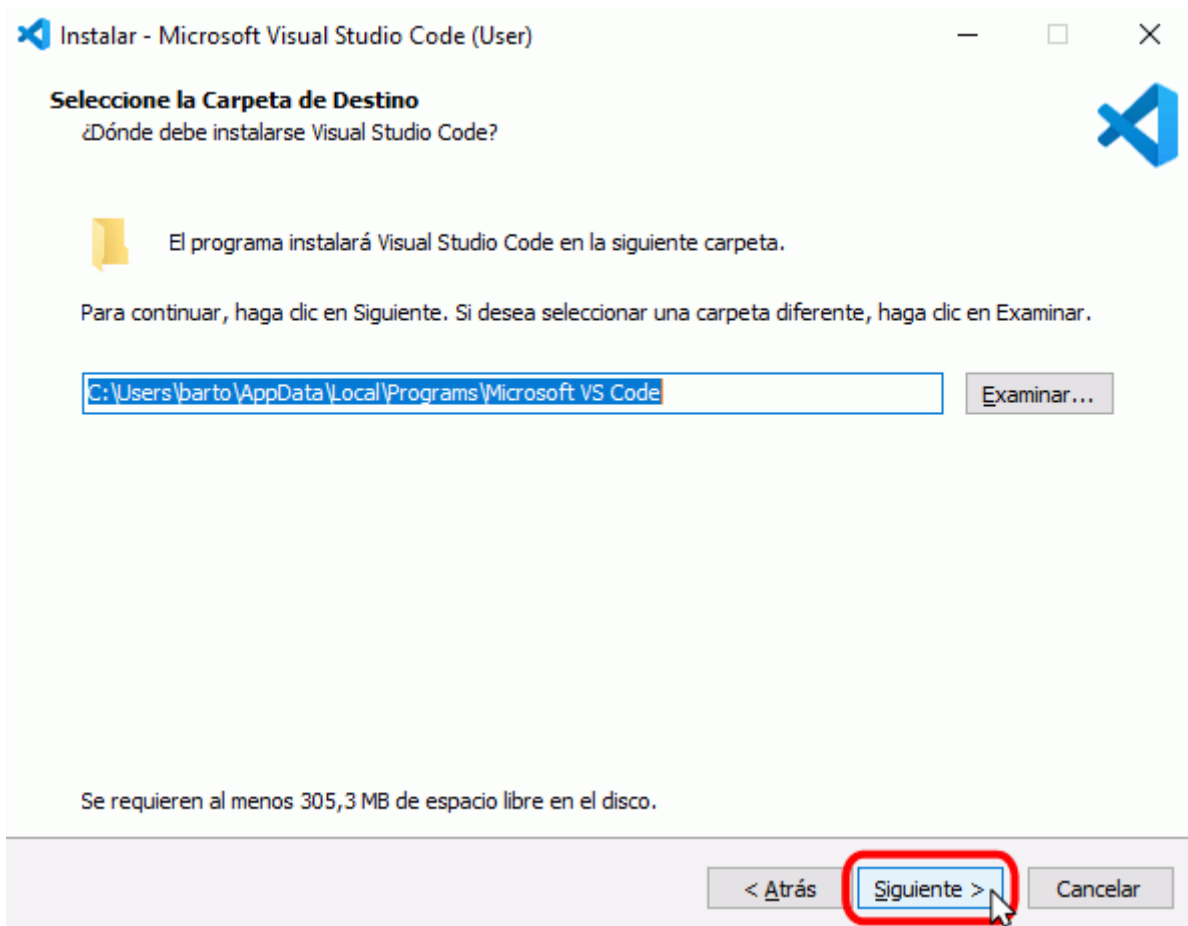 Instalar - Microsoft Visual Studio Code (User)
Seleccione la Carpeta de Destino
¿Dónde debe instalarse Visual Studio Code?
El programa instalará Visual Studio Code en la siguiente carpeta.
Para continuar, haga clic en Siguiente. Si desea seleccionar una carpeta diferente, haga clic en Examinar.
C:\Users\barto\AppData\Local\Programs\Microsoft VS Code
Examinar...
Se requieren al menos 305,3 MB de espacio libre en el disco.
< Atrás
Siguiente >
Cancelar